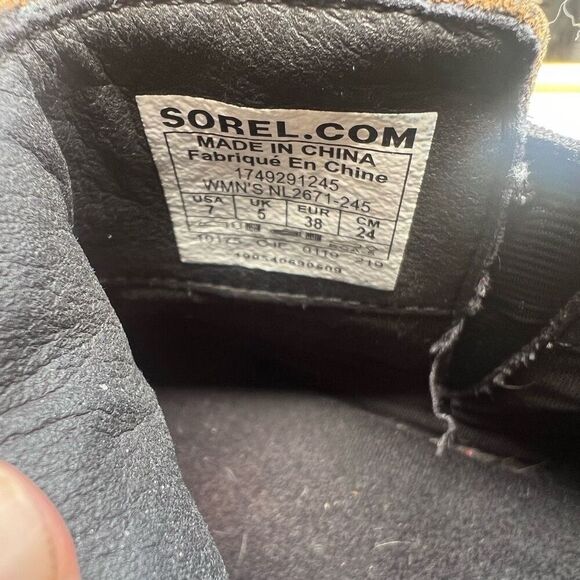 SOREL.COM
MADE IN CHINA
Fabriqué En Chine
1749291245
WMN'S NL2671-245
USA UK EUR CM
7 5 38 24